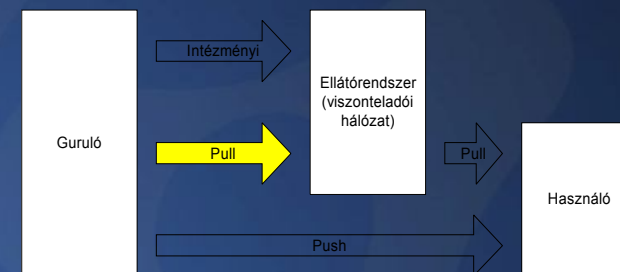 Intézményi
Ellátórendszer
(viszonteladói
hálózat)
Guruló
Pull
Pull
Használó
Push